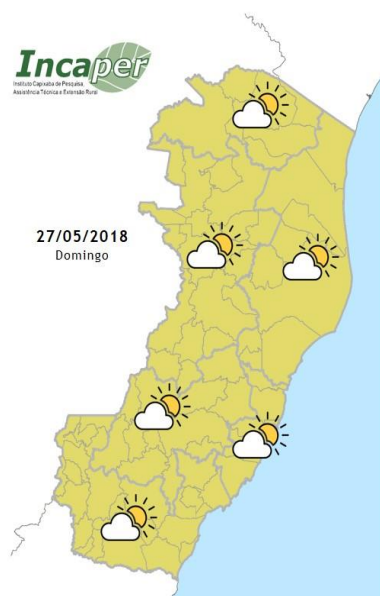 Incaper
Instituto Capixaba de Pesquisa,
Assistência Técnica e Extensão Rural
27/05/2018
Domingo